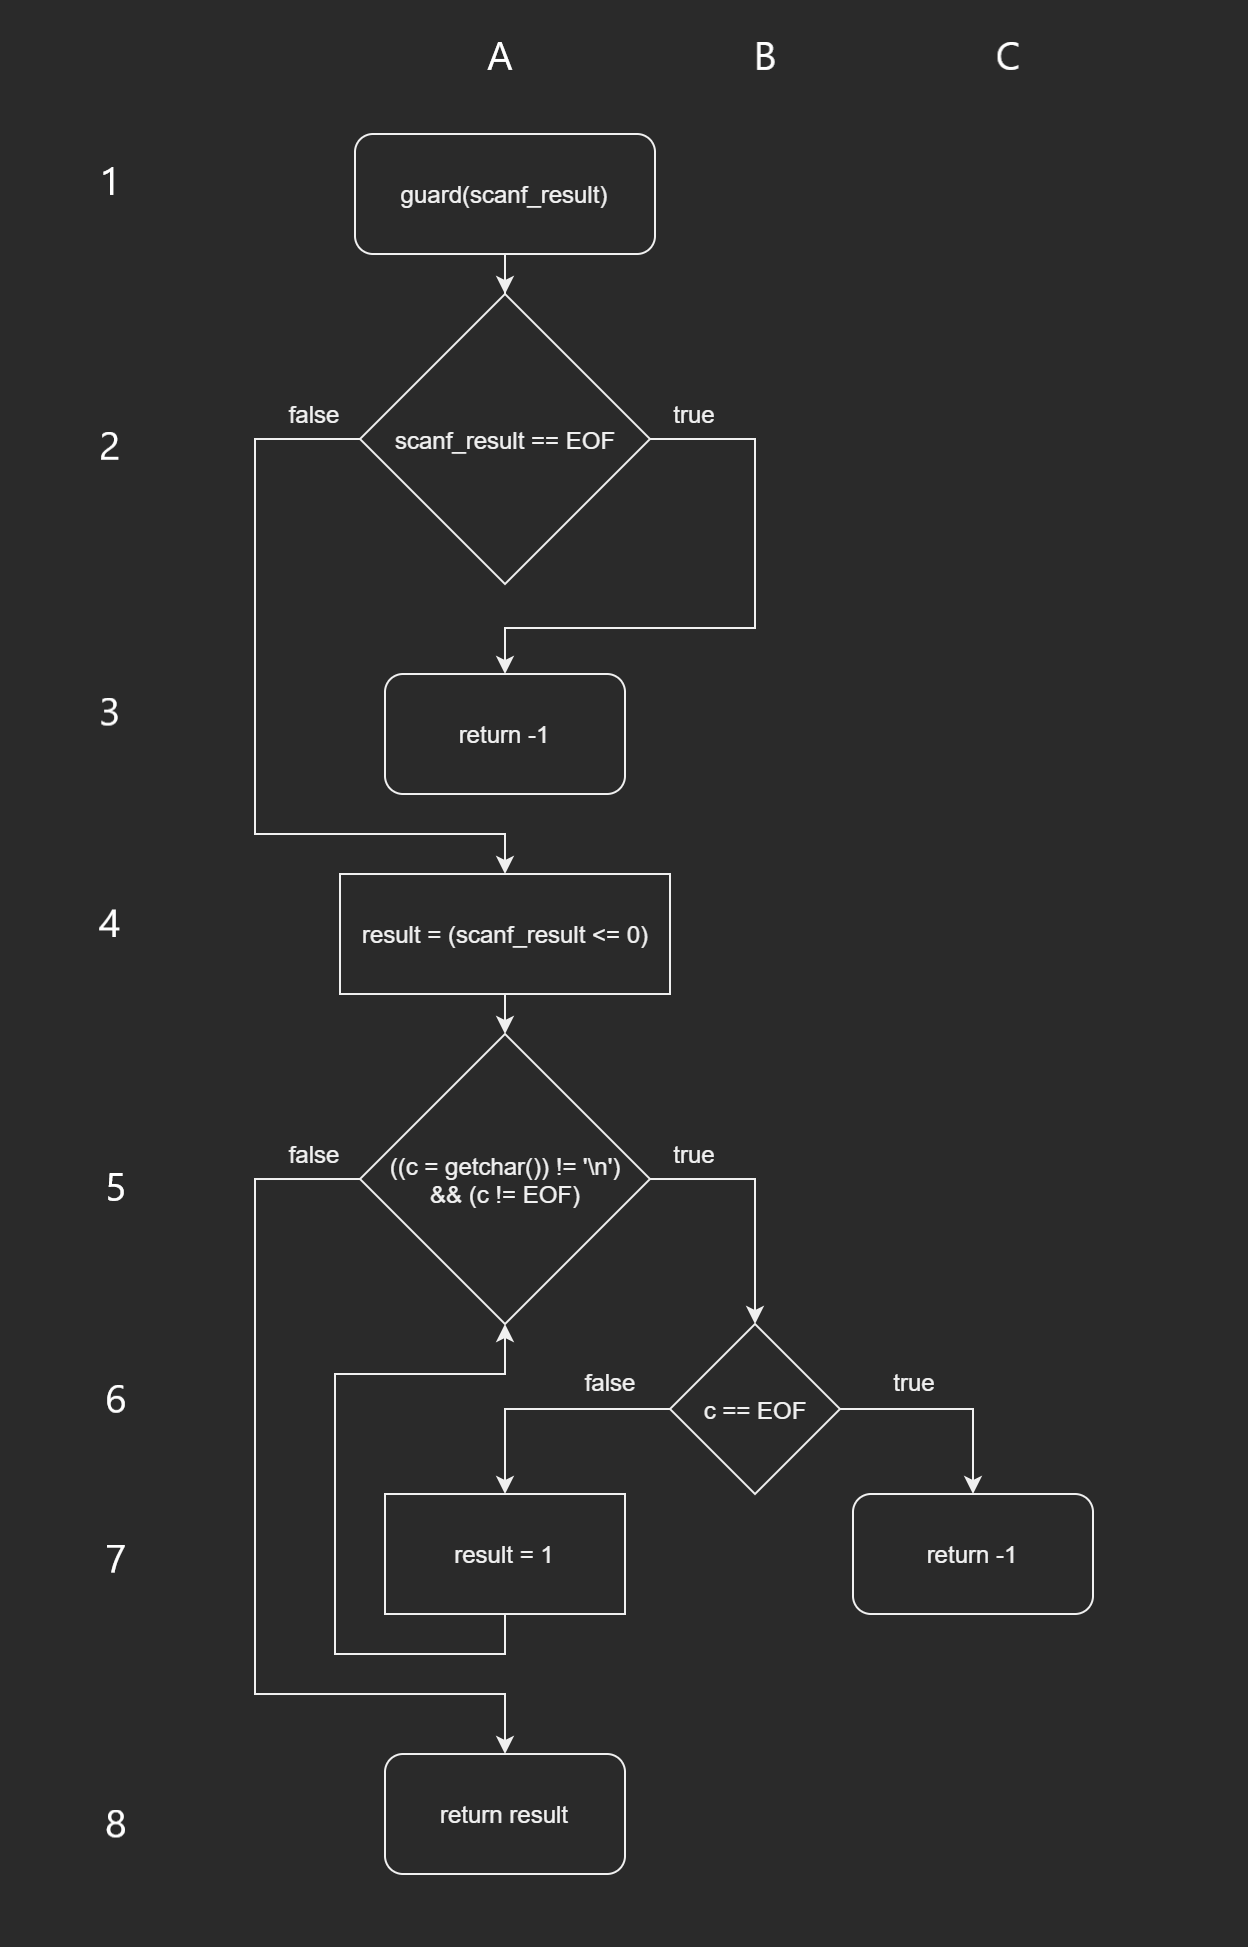 A B C
1
guard(scanf_result)
2
false
true
scanf_result == EOF
3
return -1
4
result = (scanf_result <= 0)
5
false
true
((c = getchar()) != '\n')
&& (c != EOF)
6
false
true
c == EOF
7
result = 1
return -1
8
return result